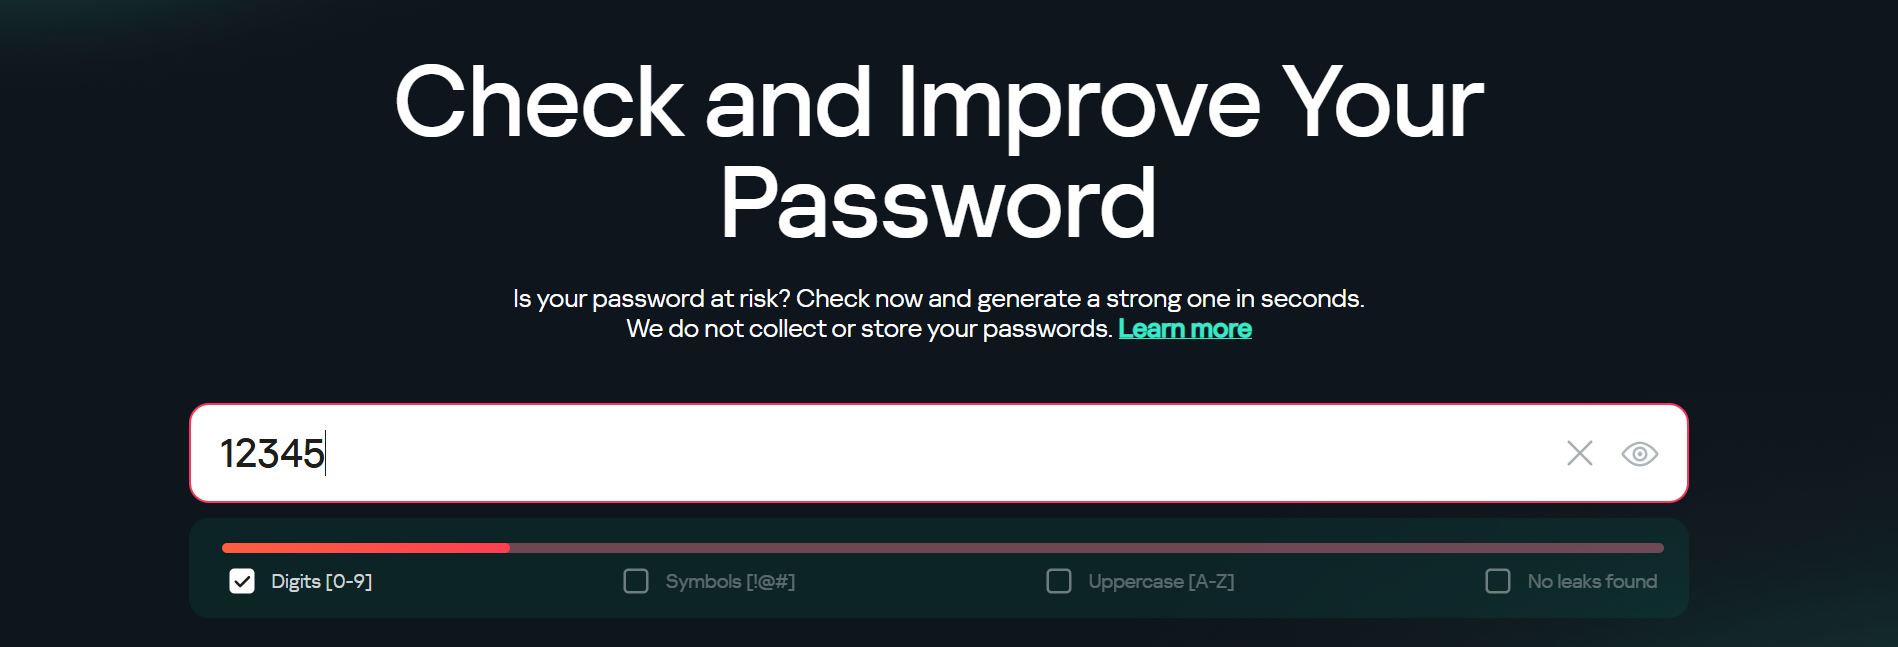 Check and Improve Your
Password
Is your password at risk? Check now and generate a strong one in seconds.
We do not collect or store your passwords. Learn more
12345
Digits [0-9]
Symbols [!@#]
Uppercase [A-Z]
No leaks found